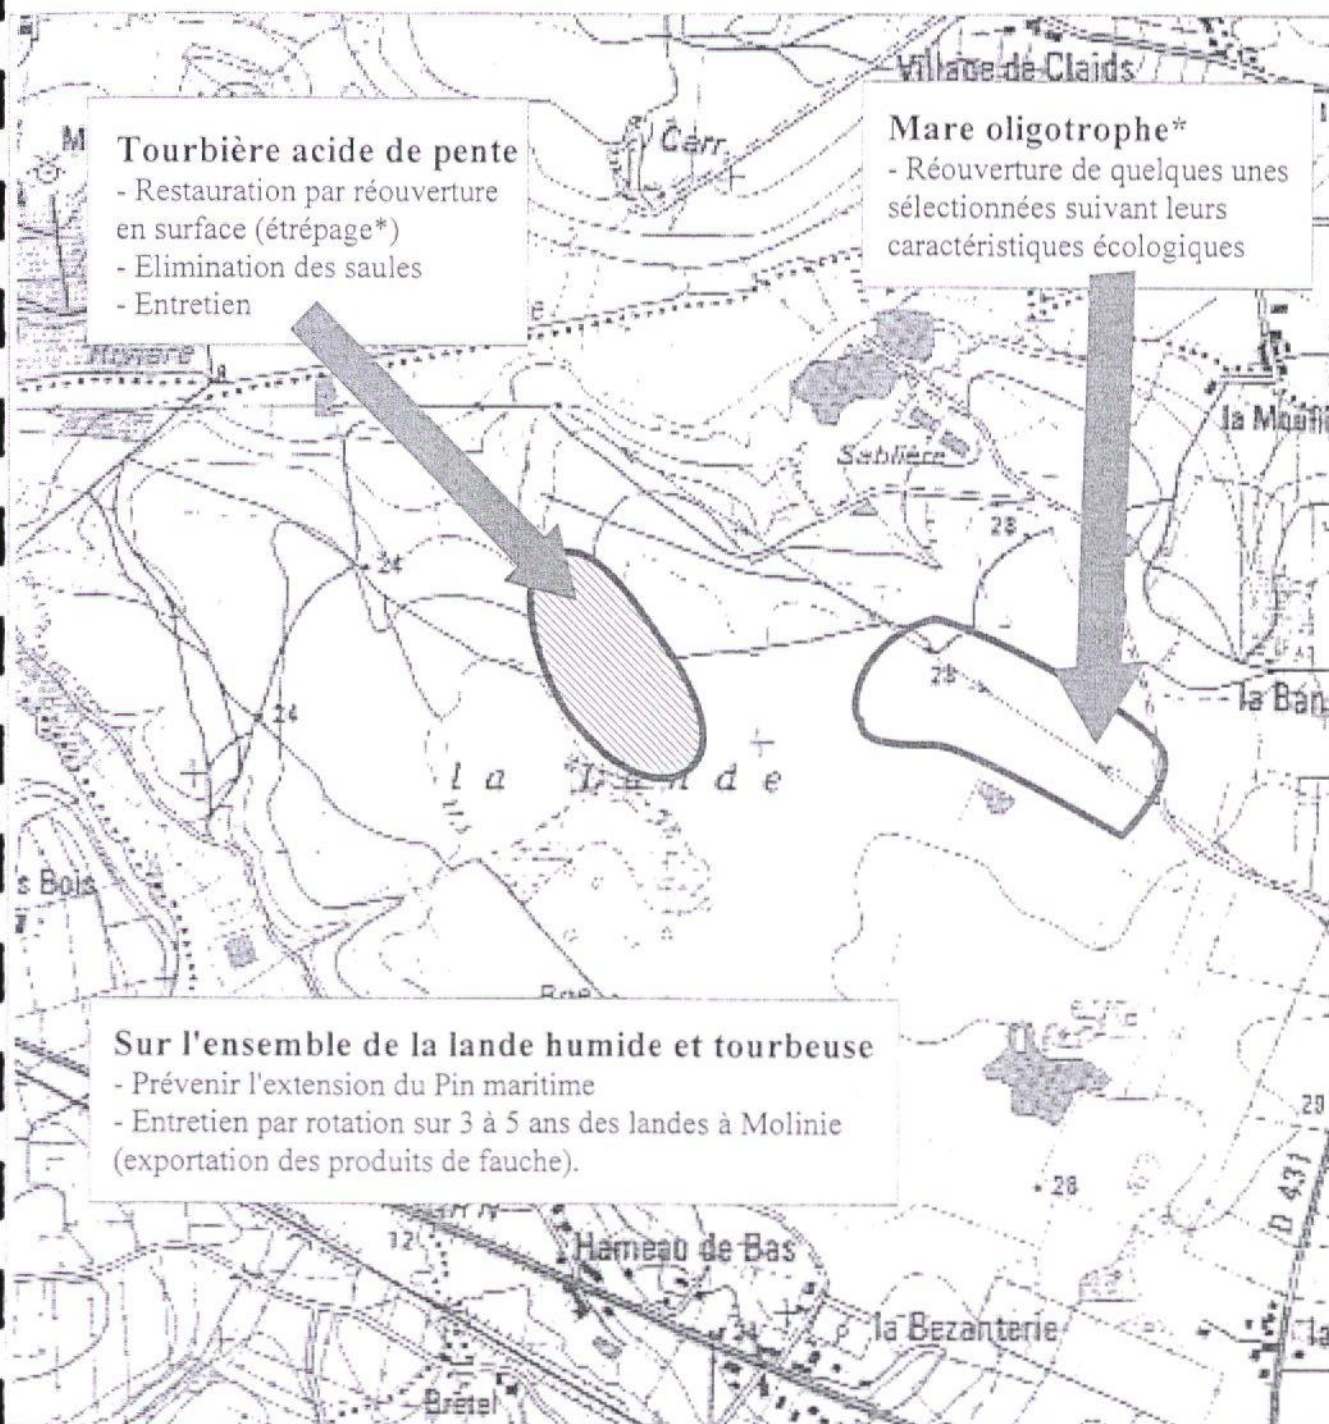 Village de Claids
Carr.
Tourbière acide de pente
- Restauration par réouverture
en surface (étrépage*)
- Elimination des saules
- Entretien
Mare oligotrophe*
- Réouverture de quelques unes
sélectionnées suivant leurs
caractéristiques écologiques
Sablière
28
24
28
24
la Lande
s Bois
Sur l'ensemble de la lande humide et tourbeuse
- Prévenir l'extension du Pin maritime
- Entretien par rotation sur 3 à 5 ans des landes à Molinie
(exportation des produits de fauche).
29
28
D 431
12
Hameau de Bas
la Bezanterie
la
Bretel